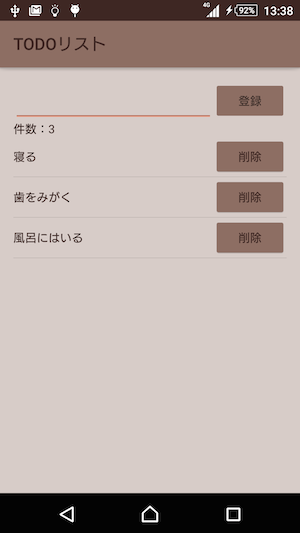 4G 92% 13:38
TODOリスト
登録
件数：3
寝る 削除
歯をみがく 削除
風呂にはいる 削除